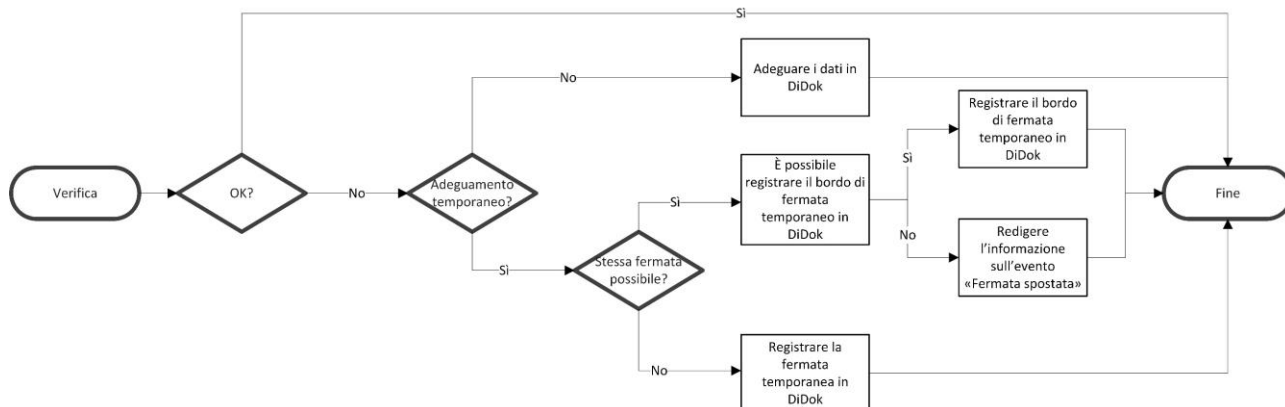 Sì
No
Adeguare i dati in
DiDok
Registrare il bordo
di fermata
temporaneo in
DiDok
Verifica
OK?
No
Adeguamento
temporaneo?
Sì
È possibile
registrare il bordo di
fermata
temporaneo in
DiDok
Sì
No
Fine
Sì
Stessa fermata
possibile?
Redigere
l’informazione
sull’evento
«Fermata spostata»
No
Registrare la
fermata
temporanea in
DiDok